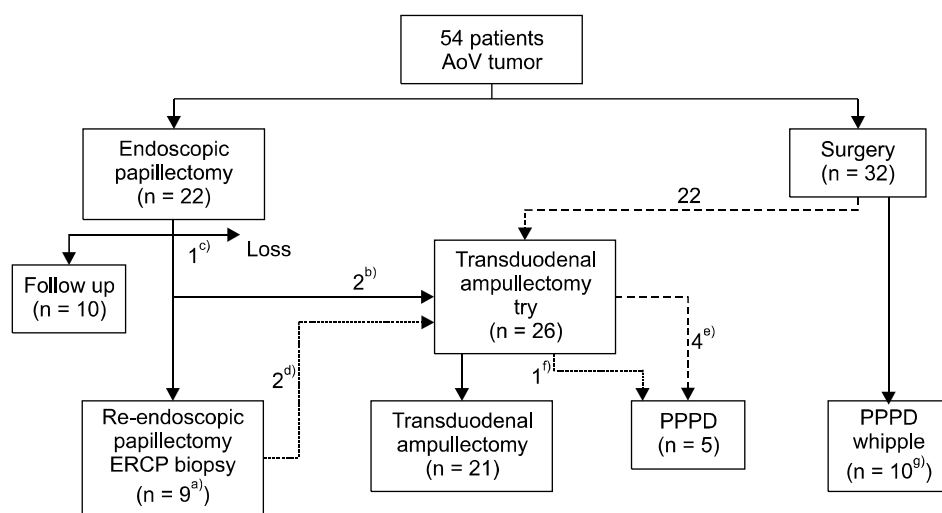 54 patients
AoV tumor
Endoscopic
papillectomy
(n = 22)
Surgery
(n = 32)
22
1c)
Loss
Follow up
(n = 10)
2b)
Transduodenal
ampullectomy
try
(n = 26)
4e)
2d)
1f)
Re-endoscopic
papillectomy
ERCP biopsy
(n = 9a))
Transduodenal
ampullectomy
(n = 21)
PPPD
(n = 5)
PPPD
whipple
(n = 10g))